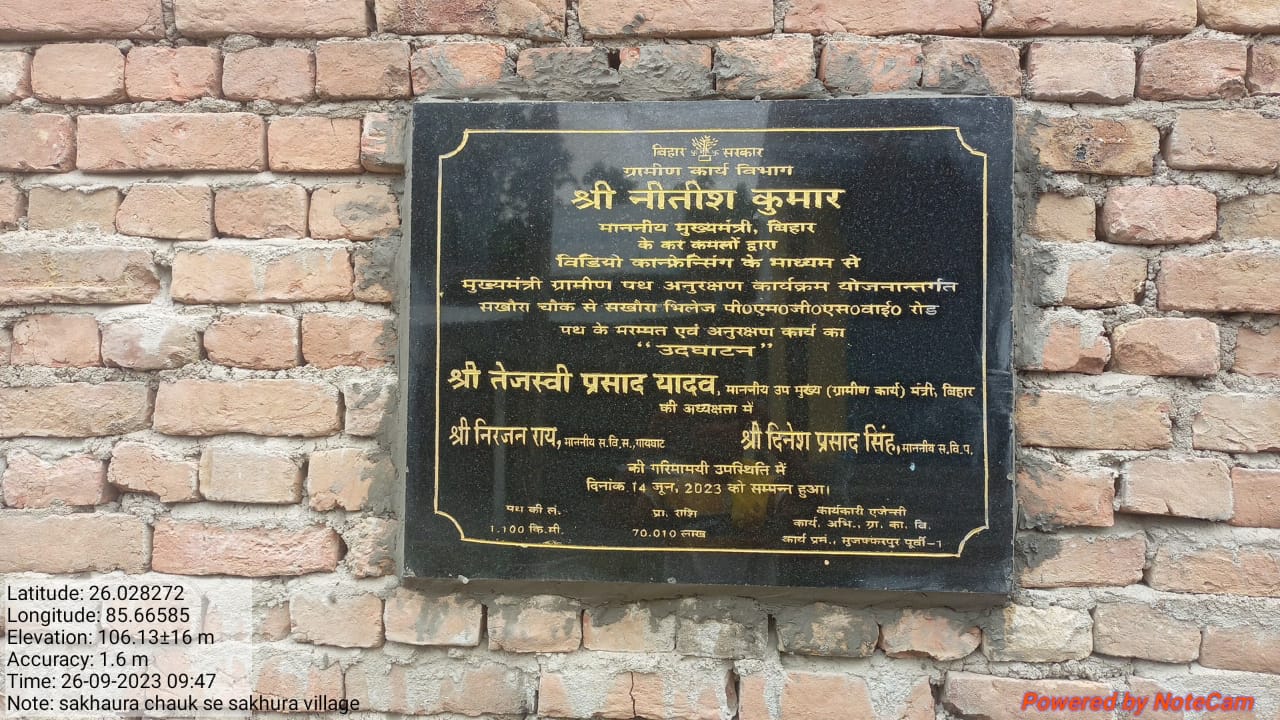 बिहार सरकार
ग्रामीण कार्य विभाग
श्री नीतीश कुमार
माननीय मुख्यमंत्री, बिहार
के कर कमलों द्वारा
विडियो कान्फ्रेन्सिंग के माध्यम से
मुख्यमंत्री ग्रामीण पथ अनुरक्षण कार्यक्रम योजनान्तर्गत
सखौरा चौक से सखौरा भिलेज पी0एम0जी0एस0वाई0 रोड
पथ के मरम्मत एवं अनुरक्षण कार्य का
“उदघाटन”
श्री तेजस्वी प्रसाद यादव, माननीय उप मुख्य (ग्रामीण कार्य) मंत्री, बिहार
की अध्यक्षता में
श्री निरंजन राय, माननीय स.वि.स.,गायघाट श्री दिनेश प्रसाद सिंह, माननीय स.वि.प.
की गरिमामयी उपस्थिति में
दिनांक 14 जून, 2023 को सम्पन्न हुआ।
पथ की लं. प्रा. राशि कार्यकारी एजेन्सी
1.100 कि.मी. 70.010 लाख कार्य. अभि., ग्रा. का. वि.
कार्य प्रमं., मुजफ्फरपुर पूर्वी-1
Latitude: 26.028272
Longitude: 85.66585
Elevation: 106.13±16 m
Accuracy: 1.6 m
Time: 26-09-2023 09:47
Note: sakhaura chauk se sakhura village
Powered by NoteCam